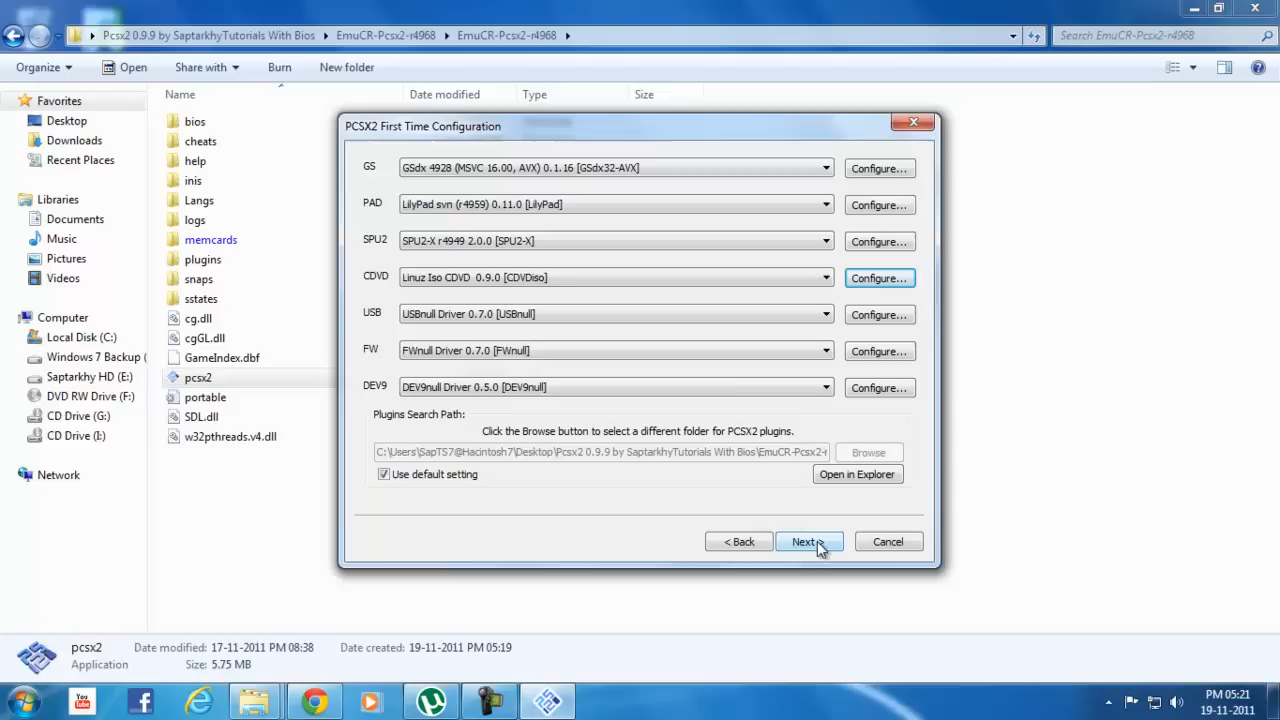 Pcsx2 0.9.9 by SaptarkhyTutorials With Bios EmuCR-Pcsx2-r4968 EmuCR-Pcsx2-r4968 Search EmuCR-Pcsx2-r4968
Organize Open Share with Burn New folder
Name Date modified Type Size
Favorites
Desktop
Downloads
Recent Places
Libraries
Documents
Music
Pictures
Videos
Computer
Local Disk (C:)
Windows 7 Backup (
Saptarkhy HD (E:)
DVD RW Drive (F:)
CD Drive (G:)
CD Drive (I:)
Network
bios
cheats
help
inis
Langs
logs
memcards
plugins
snaps
sstates
cg.dll
cgGL.dll
GameIndex.dbf
pcsx2
portable
SDL.dll
w32pthreads.v4.dll
PCSX2 First Time Configuration
GS GSdx 4928 (MSVC 16.00, AVX) 0.1.16 [GSdx32-AVX] Configure...
PAD LilyPad svn (r4959) 0.11.0 [LilyPad] Configure...
SPU2 SPU2-X r4949 2.0.0 [SPU2-X] Configure...
CDVD Linuz Iso CDVD 0.9.0 [CDVDiso] Configure...
USB USBnull Driver 0.7.0 [USBnull] Configure...
FW FWnull Driver 0.7.0 [FWnull] Configure...
DEV9 DEV9null Driver 0.5.0 [DEV9null] Configure...
Plugins Search Path:
Click the Browse button to select a different folder for PCSX2 plugins.
C:\Users\SapTS7@Hacintosh7\Desktop\Pcsx2 0.9.9 by SaptarkhyTutorials With Bios\EmuCR-Pcsx2-r Browse
Use default setting Open in Explorer
< Back Next > Cancel
pcsx2 Date modified: 17-11-2011 PM 08:38 Date created: 19-11-2011 PM 05:19
Application Size: 5.75 MB
You
Tube
PM 05:21
19-11-2011